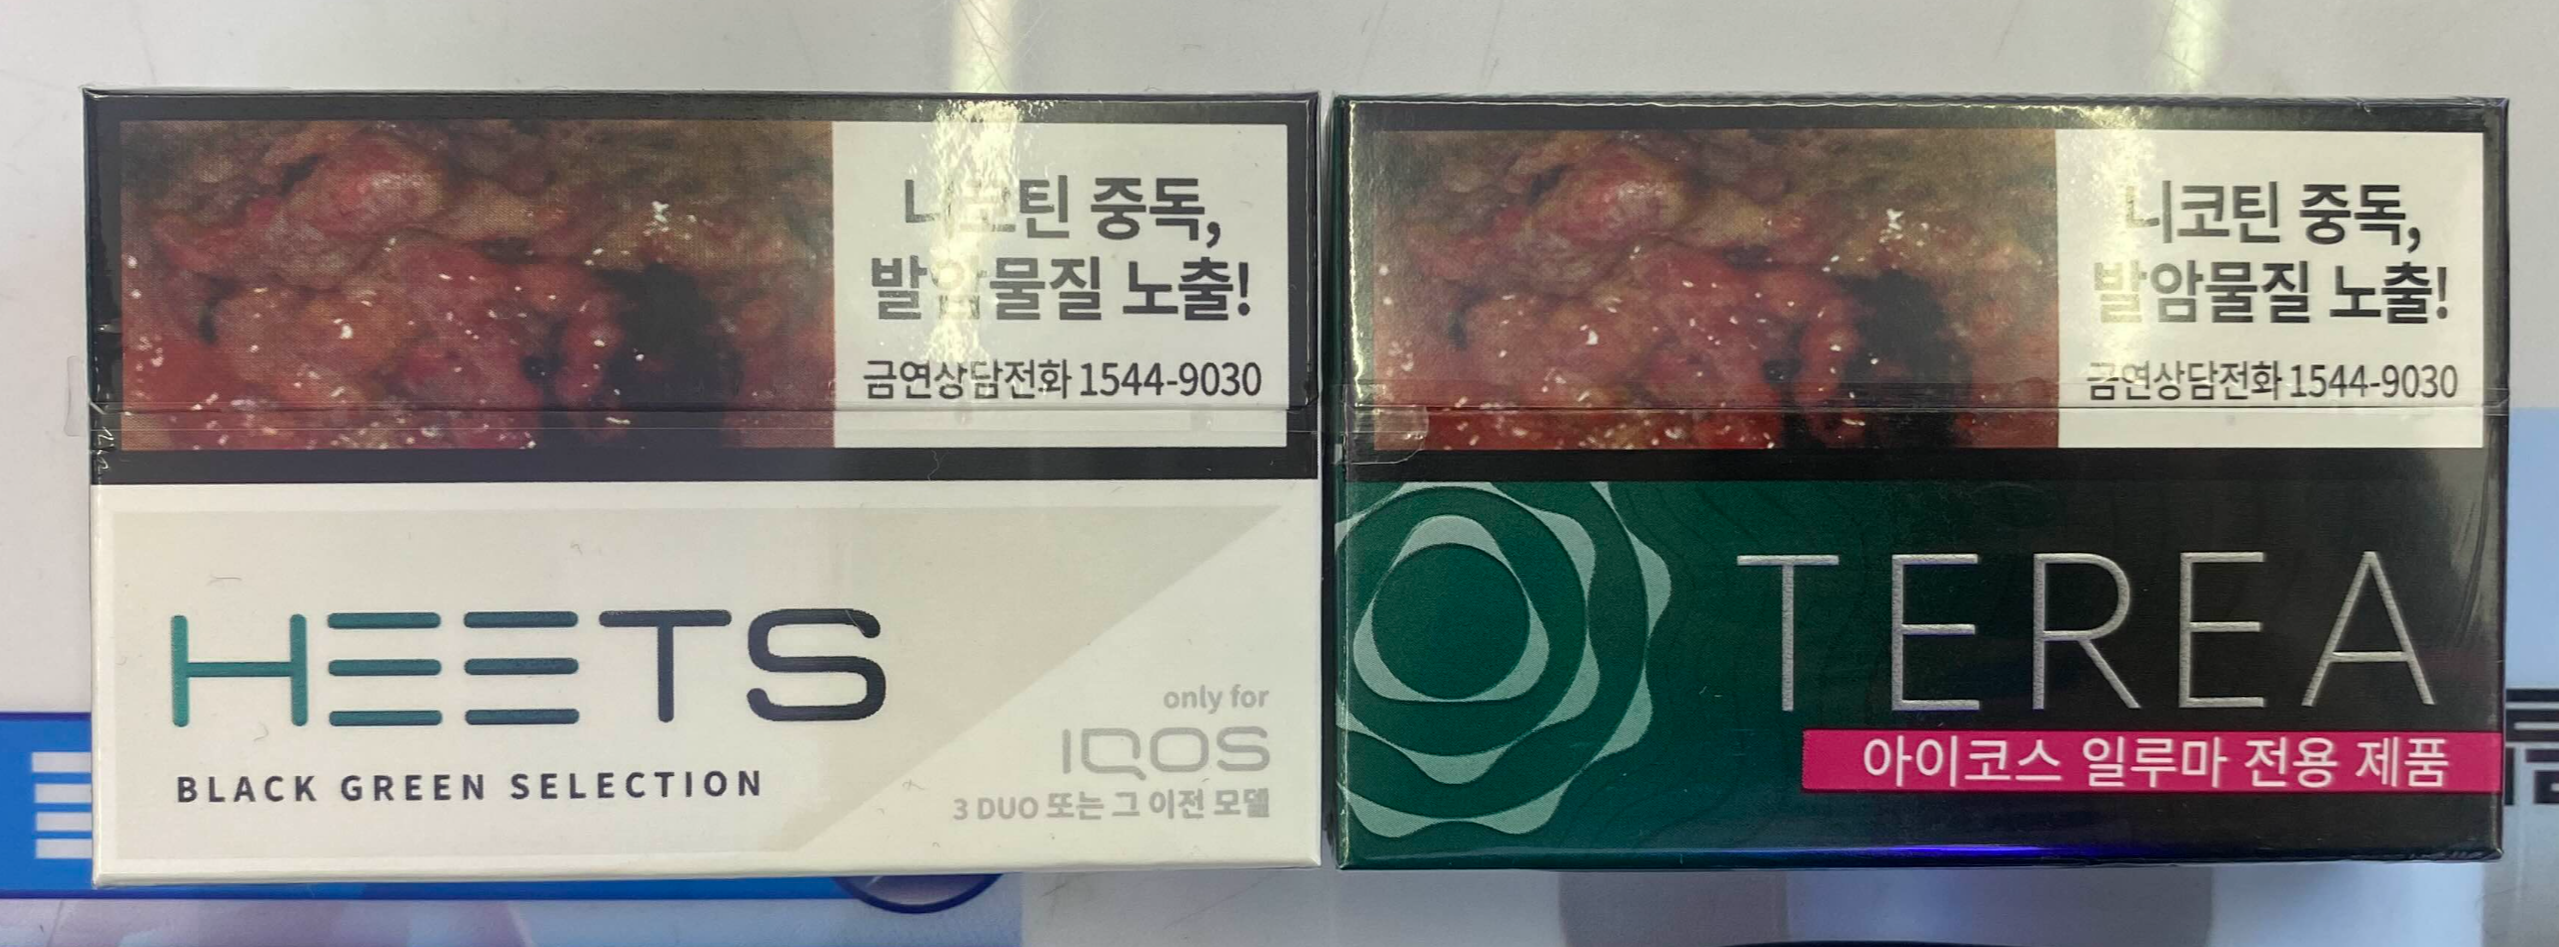 니코틴 중독,
발암물질 노출!
금연상담전화 1544-9030
HEETS
BLACK GREEN SELECTION
only for
IQOS
3 DUO 또는 그 이전 모델
니코틴 중독,
발암물질 노출!
금연상담전화 1544-9030
TEREA
아이코스 일루마 전용 제품